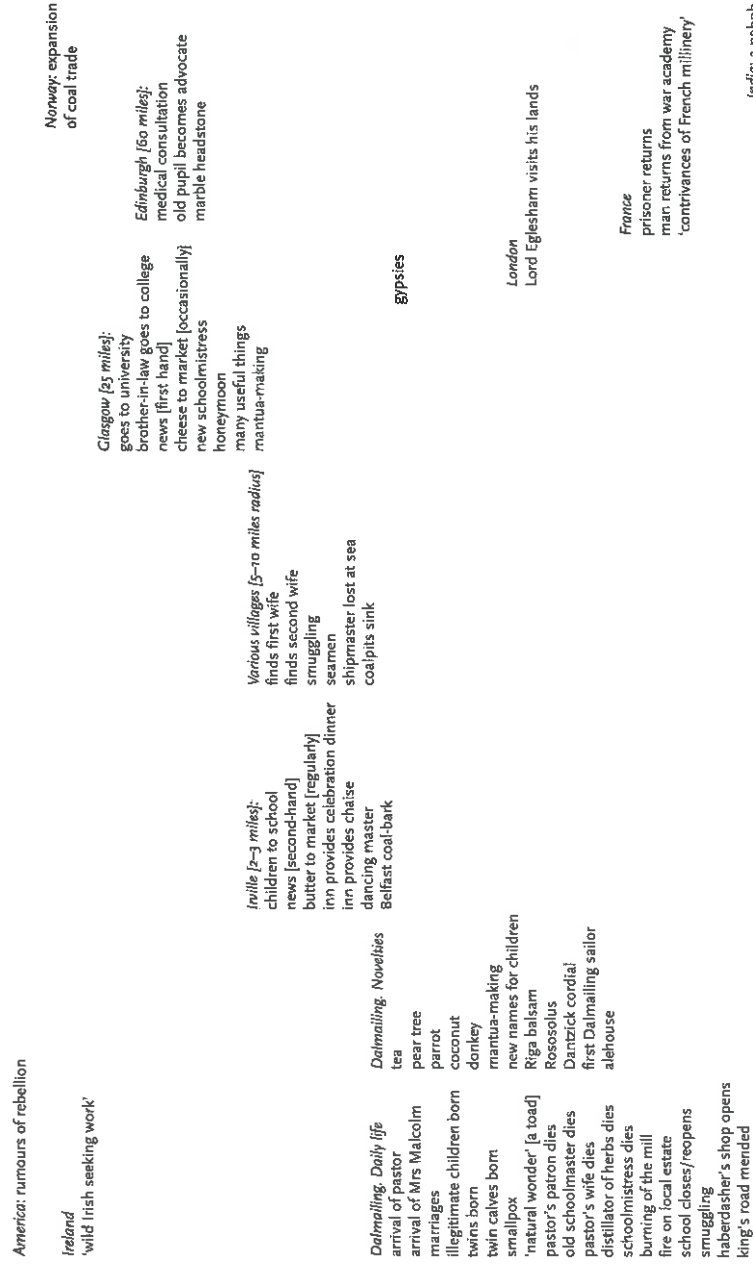 America: rumours of rebellion
Ireland
'wild Irish seeking work'
Norway: expansion
of coal trade
Glasgow [25 miles]:
goes to university
brother-in-law goes to college
news [first hand]
cheese to market [occasionally]
new schoolmistress
honeymoon
many useful things
mantua-making
Edinburgh [60 miles]:
medical consultation
old pupil becomes advocate
marble headstone
Irville [2–3 miles]:
children to school
news [second-hand]
butter to market [regularly]
inn provides celebration dinner
inn provides chaise
dancing master
Belfast coal-bark
Various villages [5–10 miles radius]
finds first wife
finds second wife
smuggling
seamen
shipmaster lost at sea
coalpits sink
gypsies
Dalmailing. Daily life
arrival of pastor
arrival of Mrs Malcolm
marriages
illegitimate children born
twins born
twin calves born
smallpox
'natural wonder' [a toad]
pastor's patron dies
old schoolmaster dies
pastor's wife dies
distillator of herbs dies
schoolmistress dies
burning of the mill
fire on local estate
school closes/reopens
smuggling
haberdasher's shop opens
king's road mended
Dalmailing. Novelties
tea
pear tree
parrot
coconut
donkey
mantua-making
new names for children
Riga balsam
Rososolus
Dantzick cordial
first Dalmailing sailor
alehouse
London
Lord Eglesham visits his lands
France
prisoner returns
man returns from war academy
'contrivances of French millinery'
India: a nabob